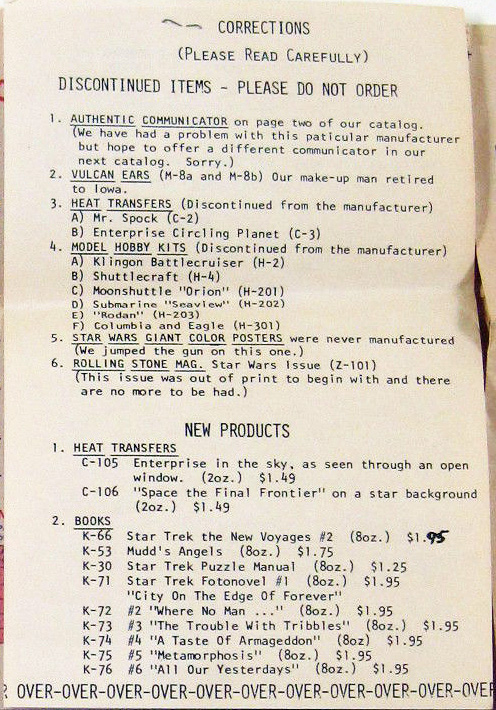 CORRECTIONS
(PLEASE READ CAREFULLY)
DISCONTINUED ITEMS - PLEASE DO NOT ORDER
1. AUTHENTIC COMMUNICATOR on page two of our catalog.
(We have had a problem with this paticular manufacturer
but hope to offer a different communicator in our
next catalog. Sorry.)
2. VULCAN EARS (M-8a and M-8b) Our make-up man retired
to Iowa.
3. HEAT TRANSFERS (Discontinued from the manufacturer)
A) Mr. Spock (C-2)
B) Enterprise Circling Planet (C-3)
4. MODEL HOBBY KITS (Discontinued from the manufacturer)
A) Klingon Battlecruiser (H-2)
B) Shuttlecraft (H-4)
C) Moonshuttle "Orion" (H-201)
D) Submarine "Seaview" (H-202)
E) "Rodan" (H-203)
F) Columbia and Eagle (H-301)
5. STAR WARS GIANT COLOR POSTERS were never manufactured
(We jumped the gun on this one.)
6. ROLLING STONE MAG. Star Wars Issue (Z-101)
(This issue was out of print to begin with and there
are no more to be had.)
NEW PRODUCTS
1. HEAT TRANSFERS
C-105 Enterprise in the sky, as seen through an open
window. (2oz.) $1.49
C-106 "Space the Final Frontier" on a star background
(2oz.) $1.49
2. BOOKS
K-66 Star Trek the New Voyages #2 (8oz.) $1.95
K-53 Mudd's Angels (8oz.) $1.75
K-30 Star Trek Puzzle Manual (8oz.) $1.25
K-71 Star Trek Fotonovel #1 (8oz.) $1.95
"City On The Edge Of Forever"
K-72 #2 "Where No Man ..." (8oz.) $1.95
K-73 #3 "The Trouble With Tribbles" (8oz.) $1.95
K-74 #4 "A Taste Of Armageddon" (8oz) $1.95
K-75 #5 "Metamorphosis" (8oz.) $1.95
K-76 #6 "All Our Yesterdays" (8oz.) $1.95
R OVER-OVER-OVER-OVER-OVER-OVER-OVER-OVER-OVER-OVER